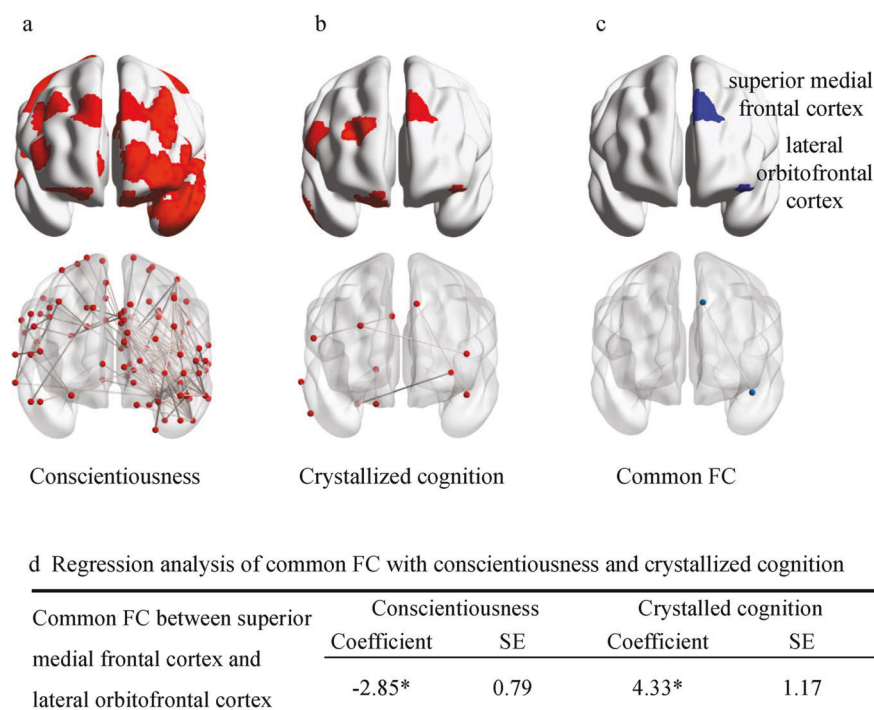 a
b
c
superior medial
frontal cortex
lateral
orbitofrontal
cortex
Conscientiousness
Crystallized cognition
Common FC
d Regression analysis of common FC with conscientiousness and crystallized cognition
Common FC between superior
medial frontal cortex and
lateral orbitofrontal cortex
Conscientiousness
Crystalled cognition
Coefficient
SE
Coefficient
SE
-2.85*
0.79
4.33*
1.17